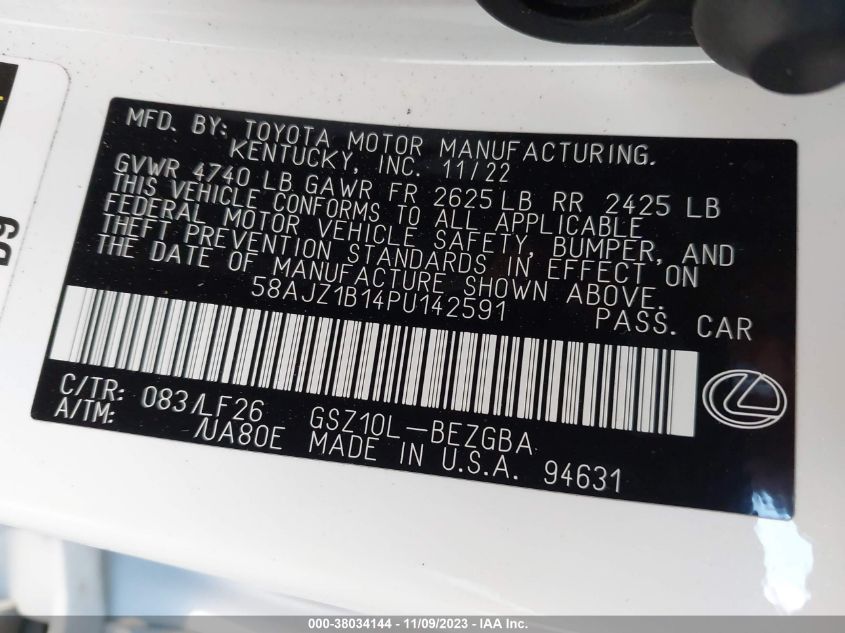 MFD. BY: TOYOTA MOTOR MANUFACTURING.
KENTUCKY, INC. 11/22
GVWR 4740 LB GAWR FR 2625 LB RR 2425 LB
THIS VEHICLE CONFORMS TO ALL APPLICABLE
FEDERAL MOTOR VEHICLE SAFETY, BUMPER, AND
THEFT PREVENTION STANDARDS IN EFFECT ON
THE DATE OF MANUFACTURE SHOWN ABOVE.
58AJZ1B14PU142591 PASS. CAR
C/TR: 083/LF26 GSZ10L-BEZGBA
A/TM: /UA80E MADE IN U.S.A. 94631
000-38034144 - 11/09/2023 - IAA Inc.